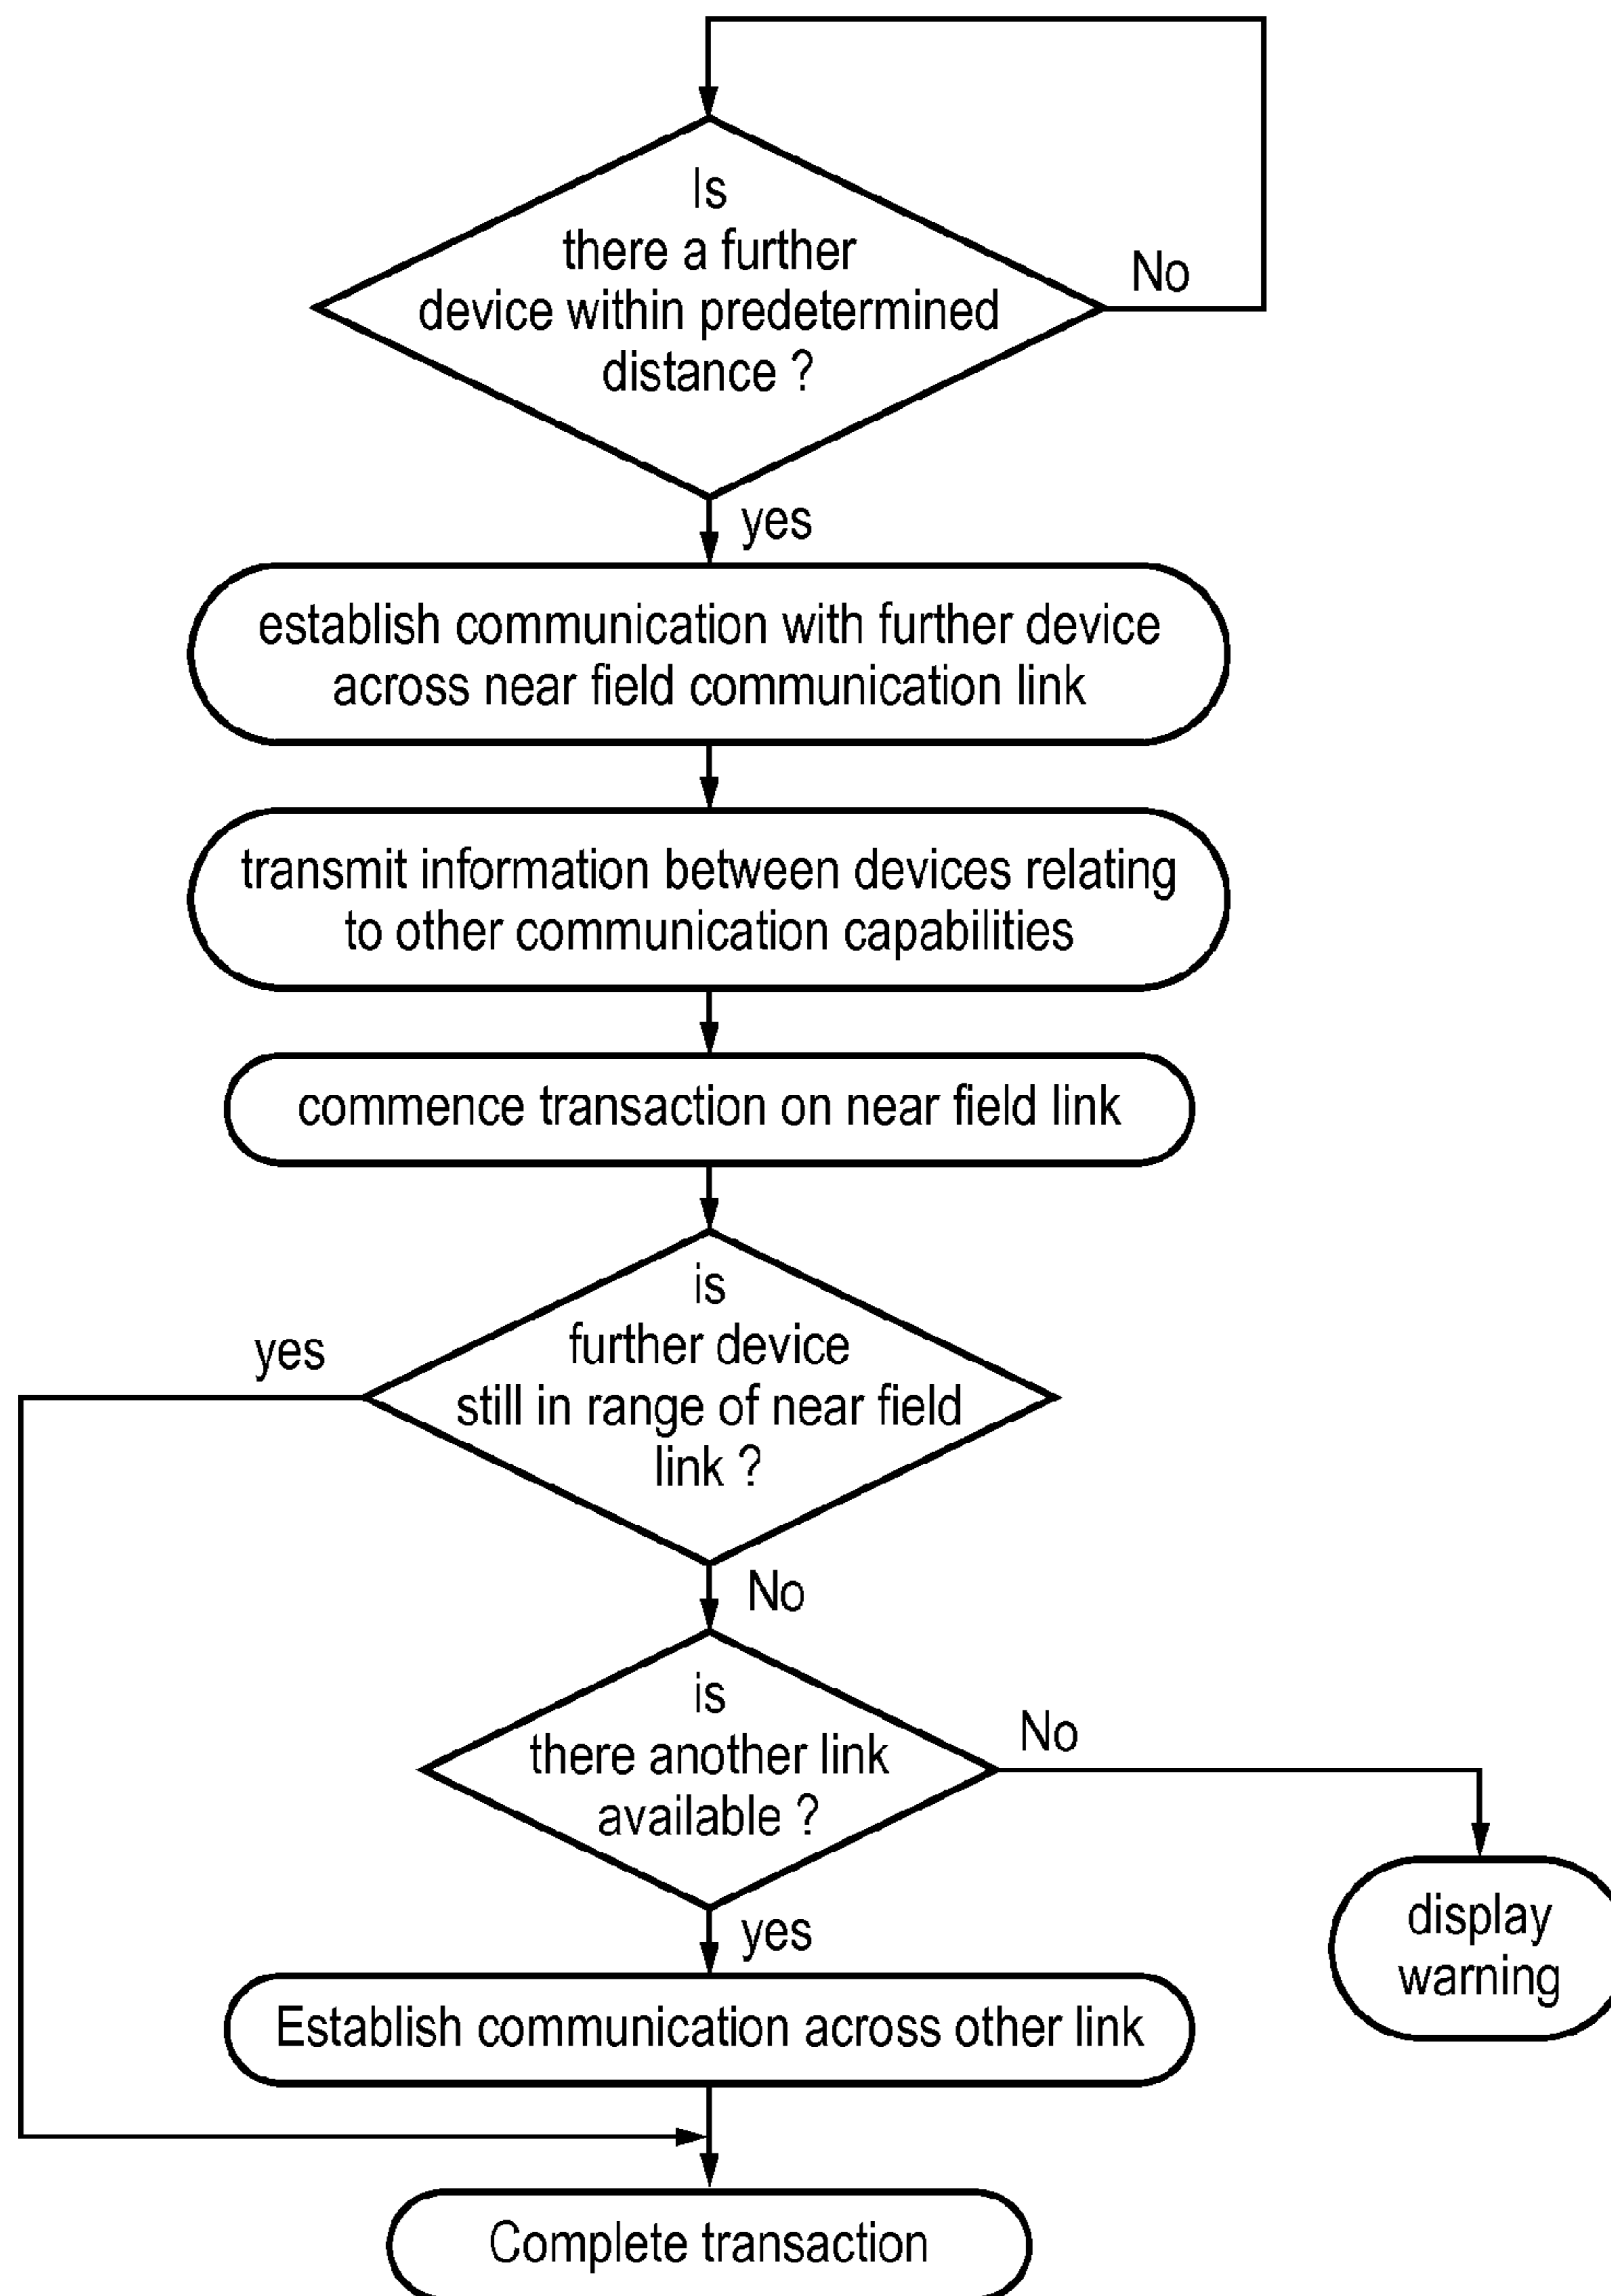 Is
there a further
device within predetermined
distance ?
No
yes
establish communication with further device
across near field communication link
transmit information between devices relating
to other communication capabilities
commence transaction on near field link
is
further device
still in range of near field
link ?
yes
No
is
there another link
available ?
No
yes
display
warning
Establish communication across other link
Complete transaction